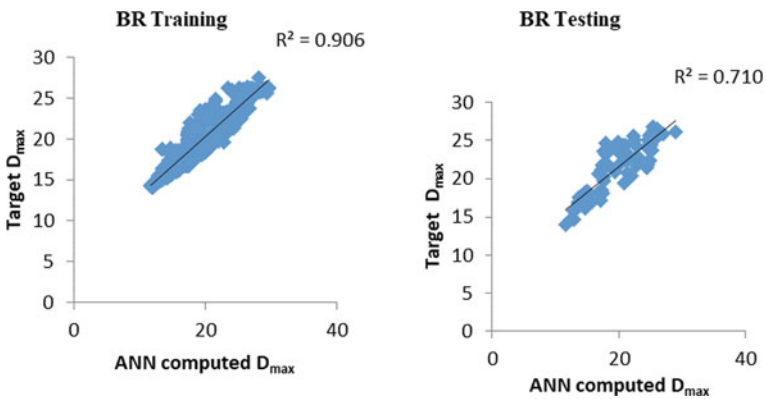 BR Training
R² = 0.906
30
25
20
15
10
5
0
Target Dmax
0 20 40
ANN computed Dmax
BR Testing
R² = 0.710
30
25
20
15
10
5
0
Target Dmax
0 20 40
ANN computed Dmax